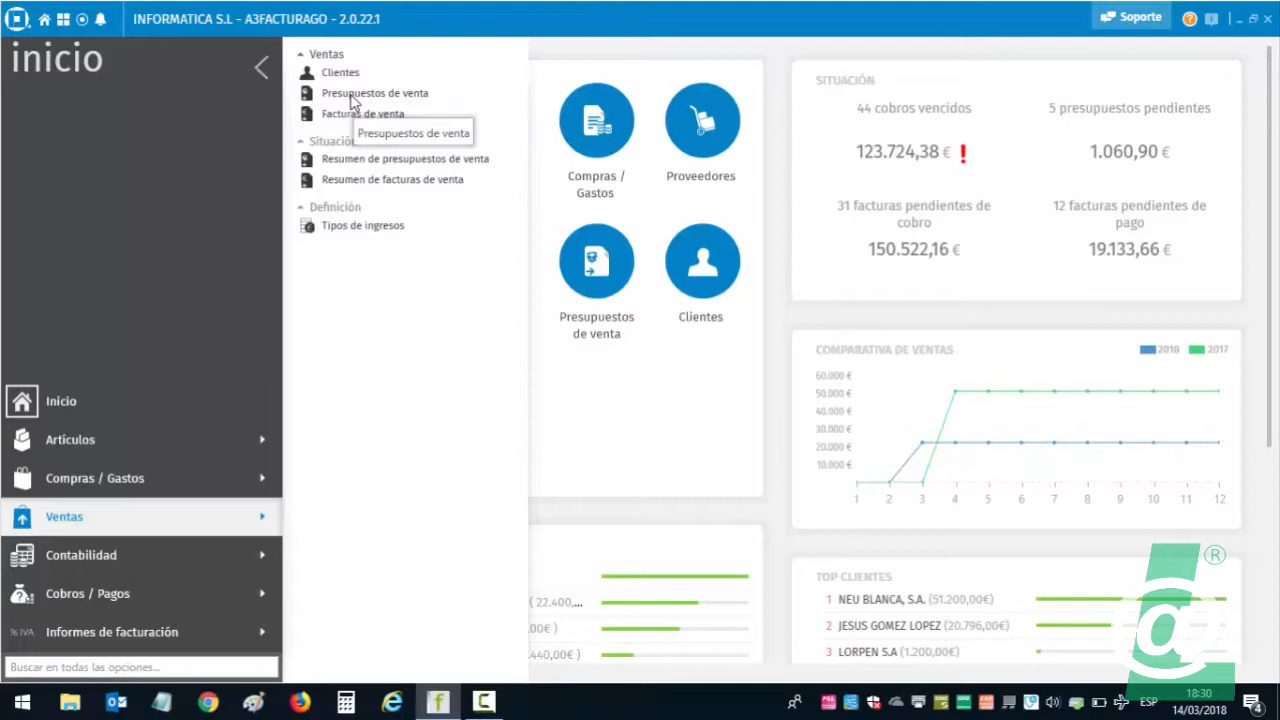 INFORMATICA S.L - A3FACTURAGO - 2.0.22.1
Soporte
inicio
Ventas
Clientes
Presupuestos de venta
Facturas de venta
Presupuestos de venta
Situación
Resumen de presupuestos de venta
Resumen de facturas de venta
Definición
Tipos de ingresos
Inicio
Artículos
Compras / Gastos
Ventas
Contabilidad
Cobros / Pagos
% IVA Informes de facturación
Buscar en todas las opciones...
Compras /
Gastos
Proveedores
Presupuestos
de venta
Clientes
( 22.400,...
.00€ )
.440,00€ )
SITUACIÓN
44 cobros vencidos
123.724,38 € !
5 presupuestos pendientes
1.060,90 €
31 facturas pendientes de
cobro
150.522,16 €
12 facturas pendientes de
pago
19.133,66 €
COMPARATIVA DE VENTAS
2018 2017
60.000 €
50.000 €
40.000 €
30.000 €
20.000 €
10.000 €
1 2 3 4 5 6 7 8 9 10 11 12
TOP CLIENTES
1 NEU BLANCA, S.A. (51.200,00€)
2 JESUS GOMEZ LOPEZ (20.796,00€)
3 LORPEN S.A (1.200,00€)
@ ®
ESP
18:30
14/03/2018
4